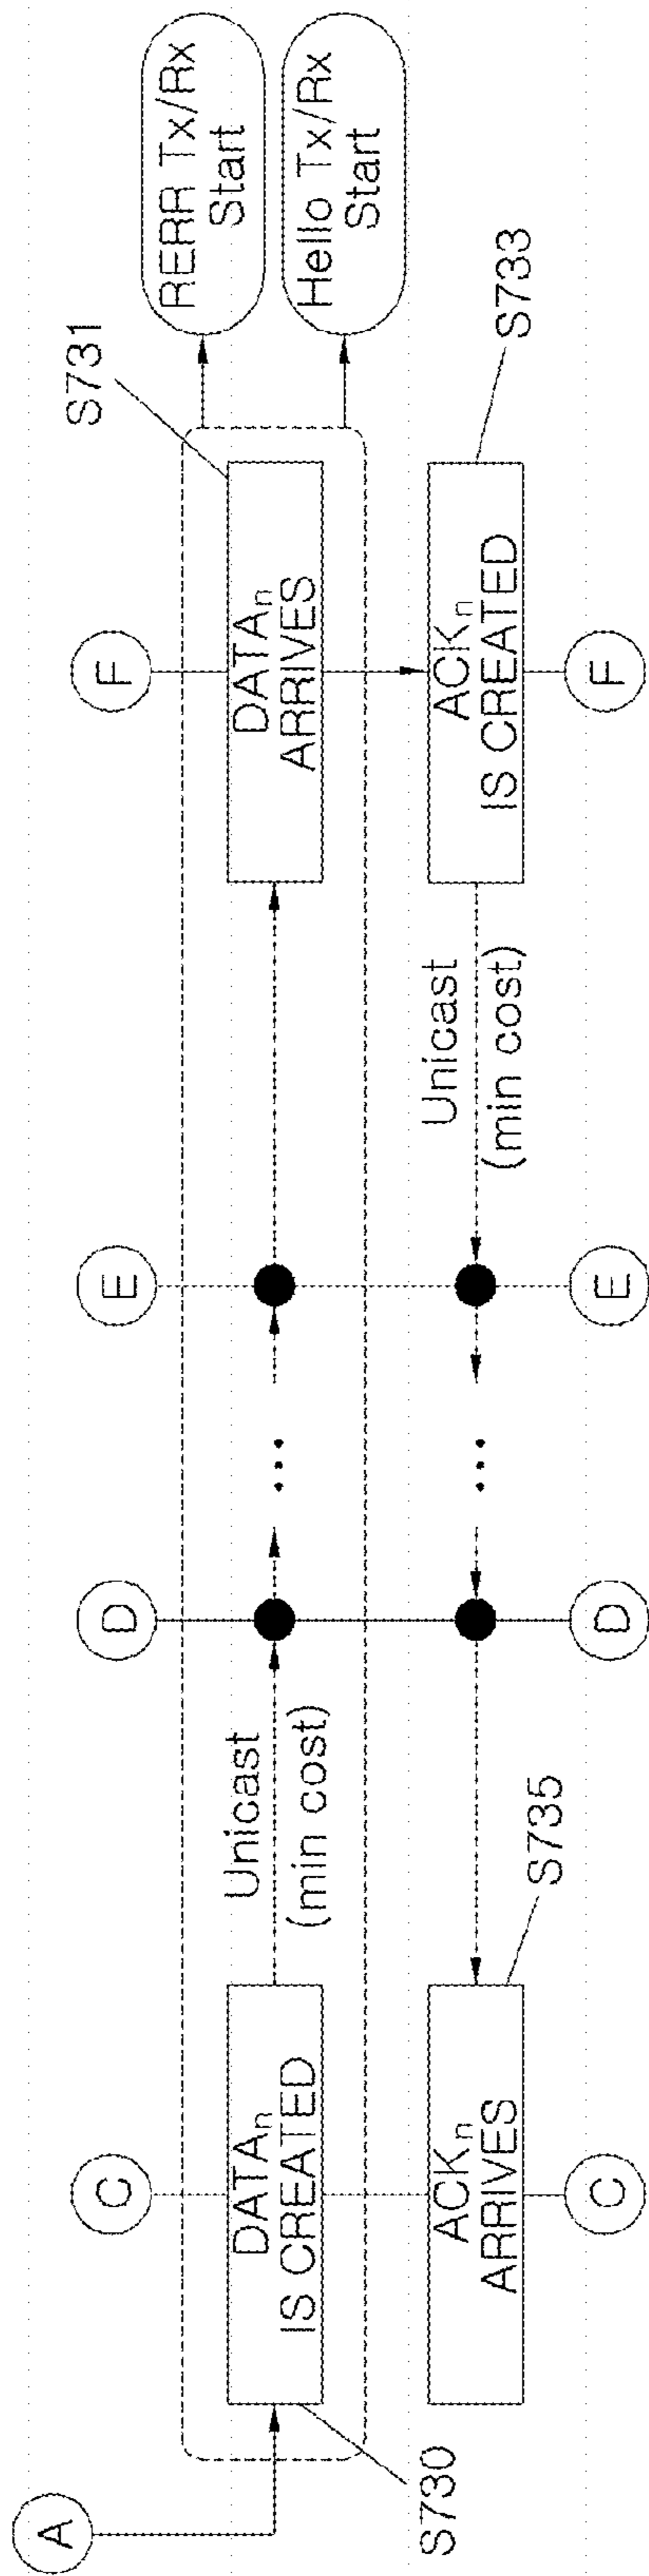 A
C
D
E
F
RERR Tx/Rx
Start
Hello Tx/Rx
Start
S731
DATAn
IS CREATED
Unicast
(min cost)
...
DATAn
ARRIVES
S730
ACKn
ARRIVES
...
Unicast
(min cost)
ACKn
IS CREATED
S735
S733
C
D
E
F